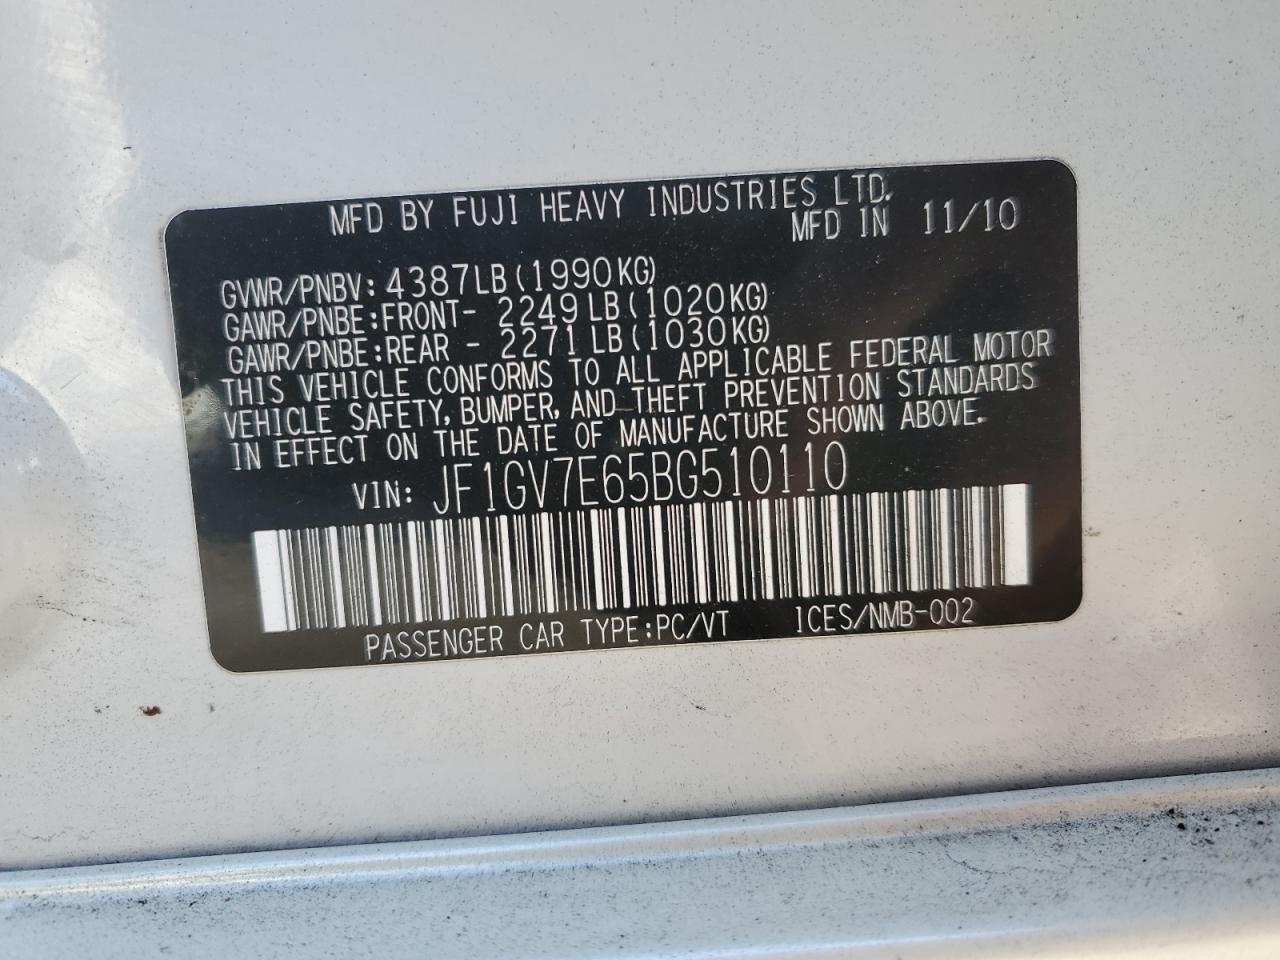 MFD BY FUJI HEAVY INDUSTRIES LTD.
MFD IN 11/10
GVWR/PNBV: 4387LB (1990KG)
GAWR/PNBE:FRONT- 2249LB (1020KG)
GAWR/PNBE:REAR - 2271LB (1030KG)
THIS VEHICLE CONFORMS TO ALL APPLICABLE FEDERAL MOTOR
VEHICLE SAFETY, BUMPER, AND THEFT PREVENTION STANDARDS
IN EFFECT ON THE DATE OF MANUFACTURE SHOWN ABOVE.
VIN: JF1GV7E65BG510110
PASSENGER CAR TYPE:PC/VT ICES/NMB-002